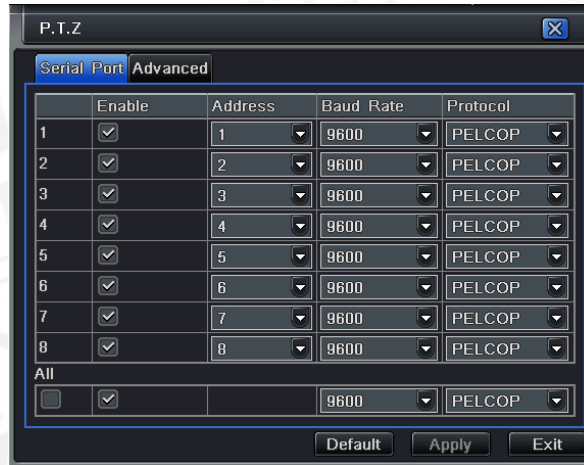 P.T.Z
Serial Port Advanced
Enable Address Baud Rate Protocol
1 1 9600 PELCOP
2 2 9600 PELCOP
3 3 9600 PELCOP
4 4 9600 PELCOP
5 5 9600 PELCOP
6 6 9600 PELCOP
7 7 9600 PELCOP
8 8 9600 PELCOP
All
9600 PELCOP
Default Apply Exit